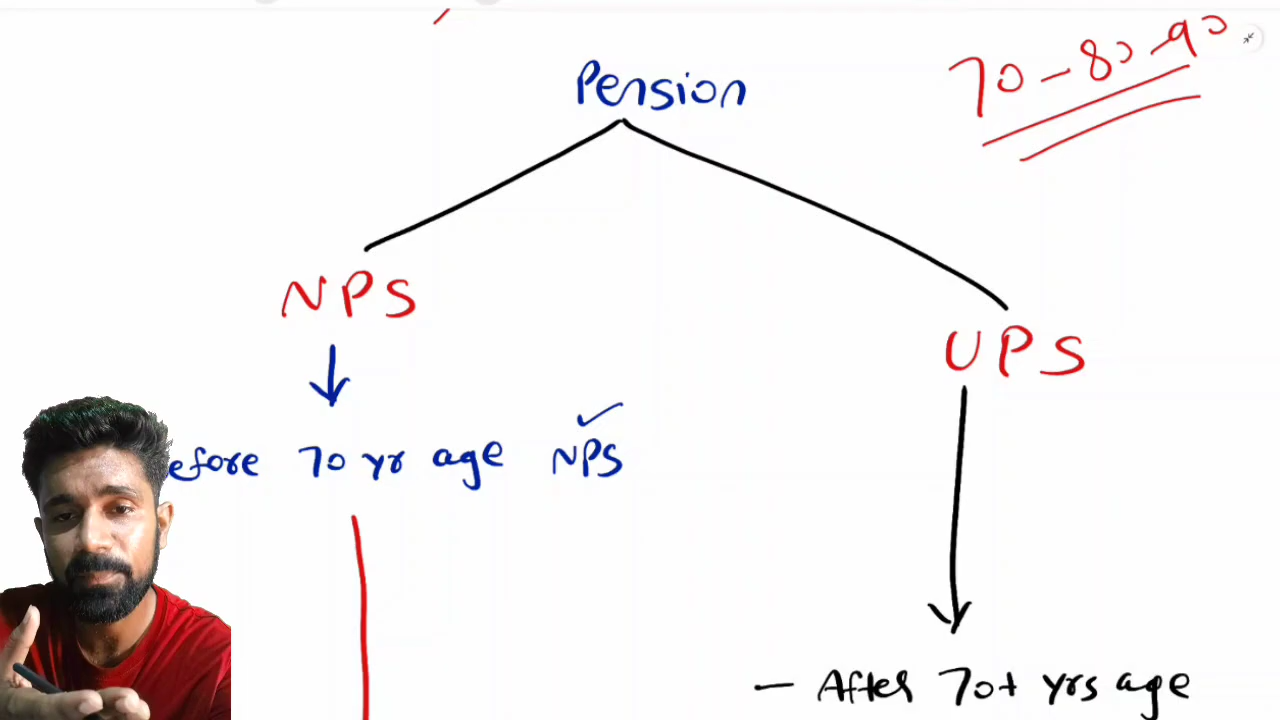 Pension
70 - 80 - 90
NPS
UPS
efore 70 yr age NPS
- After 70+ yrs age